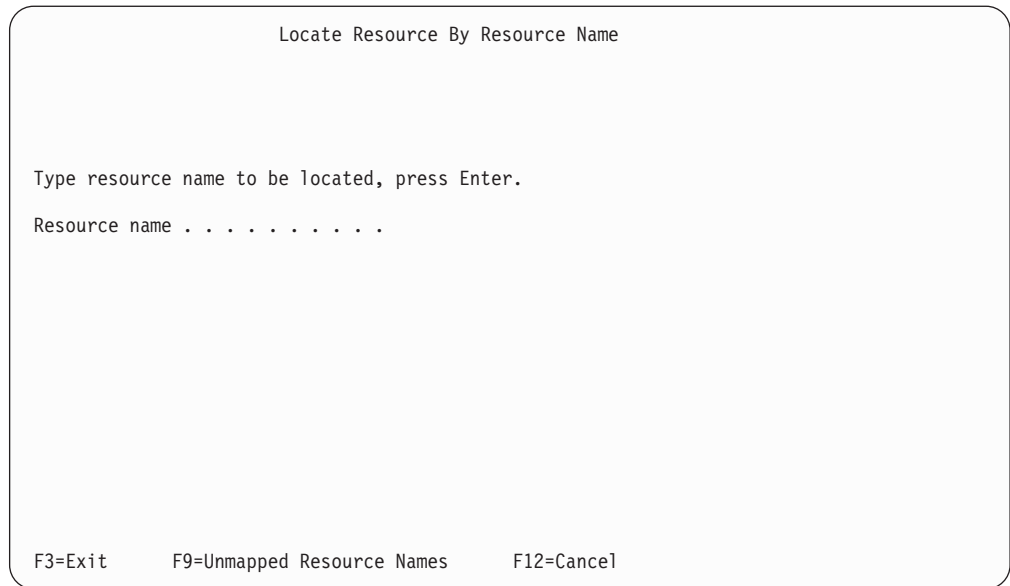 Locate Resource By Resource Name
Type resource name to be located, press Enter.
Resource name . . . . . . . . . .
F3=Exit F9=Unmapped Resource Names F12=Cancel